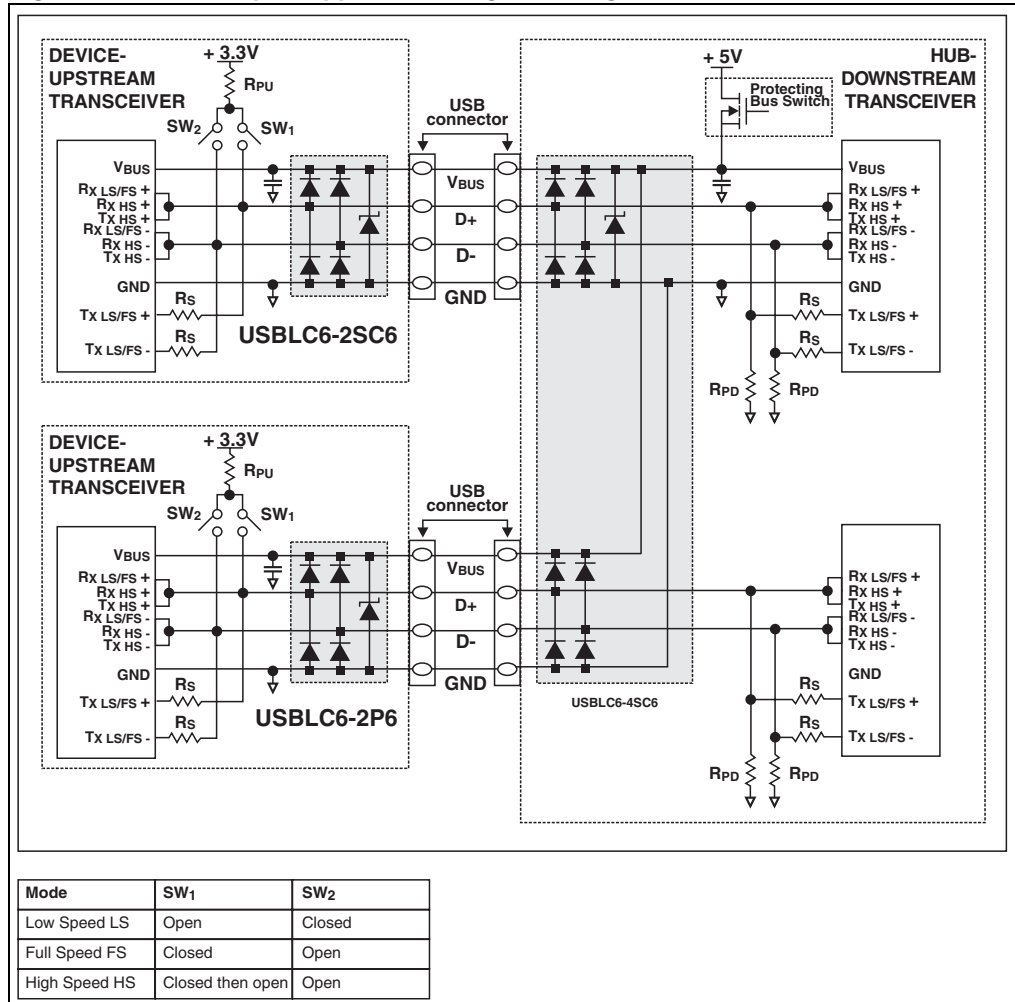 DEVICE-
UPSTREAM
TRANSCEIVER
+ 3.3V
RPU
SW2
SW1
VBUS
RX LS/FS +
RX HS +
TX HS +
RX LS/FS -
RX HS -
TX HS -
GND
TX LS/FS +
TX LS/FS -
RS
RS
USBLC6-2SC6
USB
connector
VBUS
D+
D-
GND
+ 5V
Protecting
Bus Switch
HUB-
DOWNSTREAM
TRANSCEIVER
VBUS
RX LS/FS +
RX HS +
TX HS +
RX LS/FS -
RX HS -
TX HS -
GND
TX LS/FS +
TX LS/FS -
RS
RS
RPD
RPD
DEVICE-
UPSTREAM
TRANSCEIVER
+ 3.3V
RPU
SW2
SW1
VBUS
RX LS/FS +
RX HS +
TX HS +
RX LS/FS -
RX HS -
TX HS -
GND
TX LS/FS +
TX LS/FS -
RS
RS
USBLC6-2P6
USB
connector
VBUS
D+
D-
GND
USBLC6-4SC6
RX LS/FS +
RX HS +
TX HS +
RX LS/FS -
RX HS -
TX HS -
GND
TX LS/FS +
TX LS/FS -
RS
RS
RPD
RPD
Mode SW1 SW2
Low Speed LS Open Closed
Full Speed FS Closed Open
High Speed HS Closed then open Open